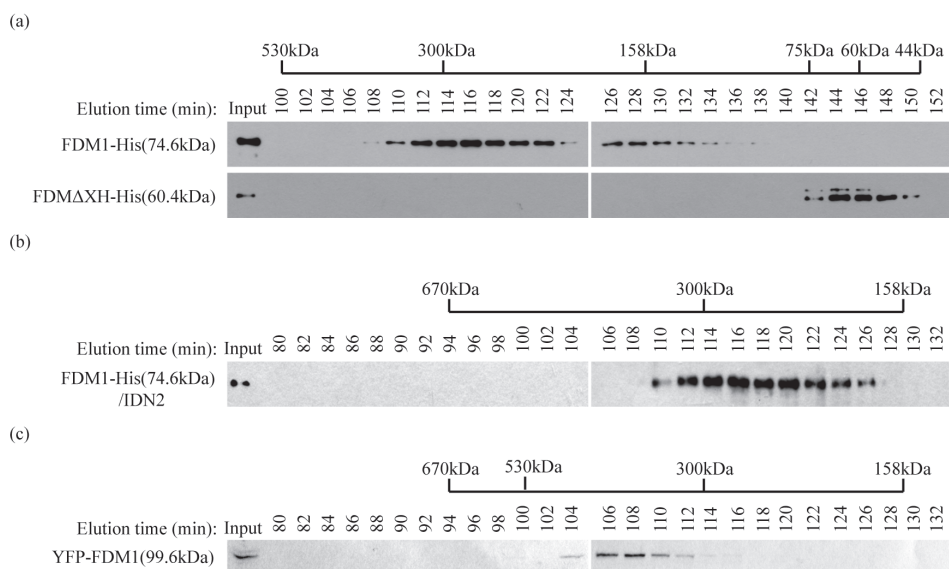 (a)
530kDa 300kDa 158kDa 75kDa 60kDa 44kDa
Elution time (min): Input 100 102 104 106 108 110 112 114 116 118 120 122 124 126 128 130 132 134 136 138 140 142 144 146 148 150 152
FDM1-His(74.6kDa)
FDMΔXH-His(60.4kDa)
(b)
670kDa 300kDa 158kDa
Elution time (min): Input 80 82 84 86 88 90 92 94 96 98 100 102 104 106 108 110 112 114 116 118 120 122 124 126 128 130 132
FDM1-His(74.6kDa)
/IDN2
(c)
670kDa 530kDa 300kDa 158kDa
Elution time (min): Input 80 82 84 86 88 90 92 94 96 98 100 102 104 106 108 110 112 114 116 118 120 122 124 126 128 130 132
YFP-FDM1(99.6kDa)